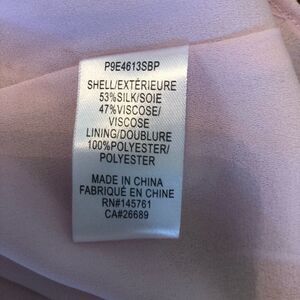 P9E4613SBP
SHELL/EXTÉRIEURE
53%SILK/SOIE
47%VISCOSE/
VISCOSE
LINING/DOUBLURE
100%POLYESTER/
POLYESTER
MADE IN CHINA
FABRIQUÉ EN CHINE
RN#145761
CA#26689